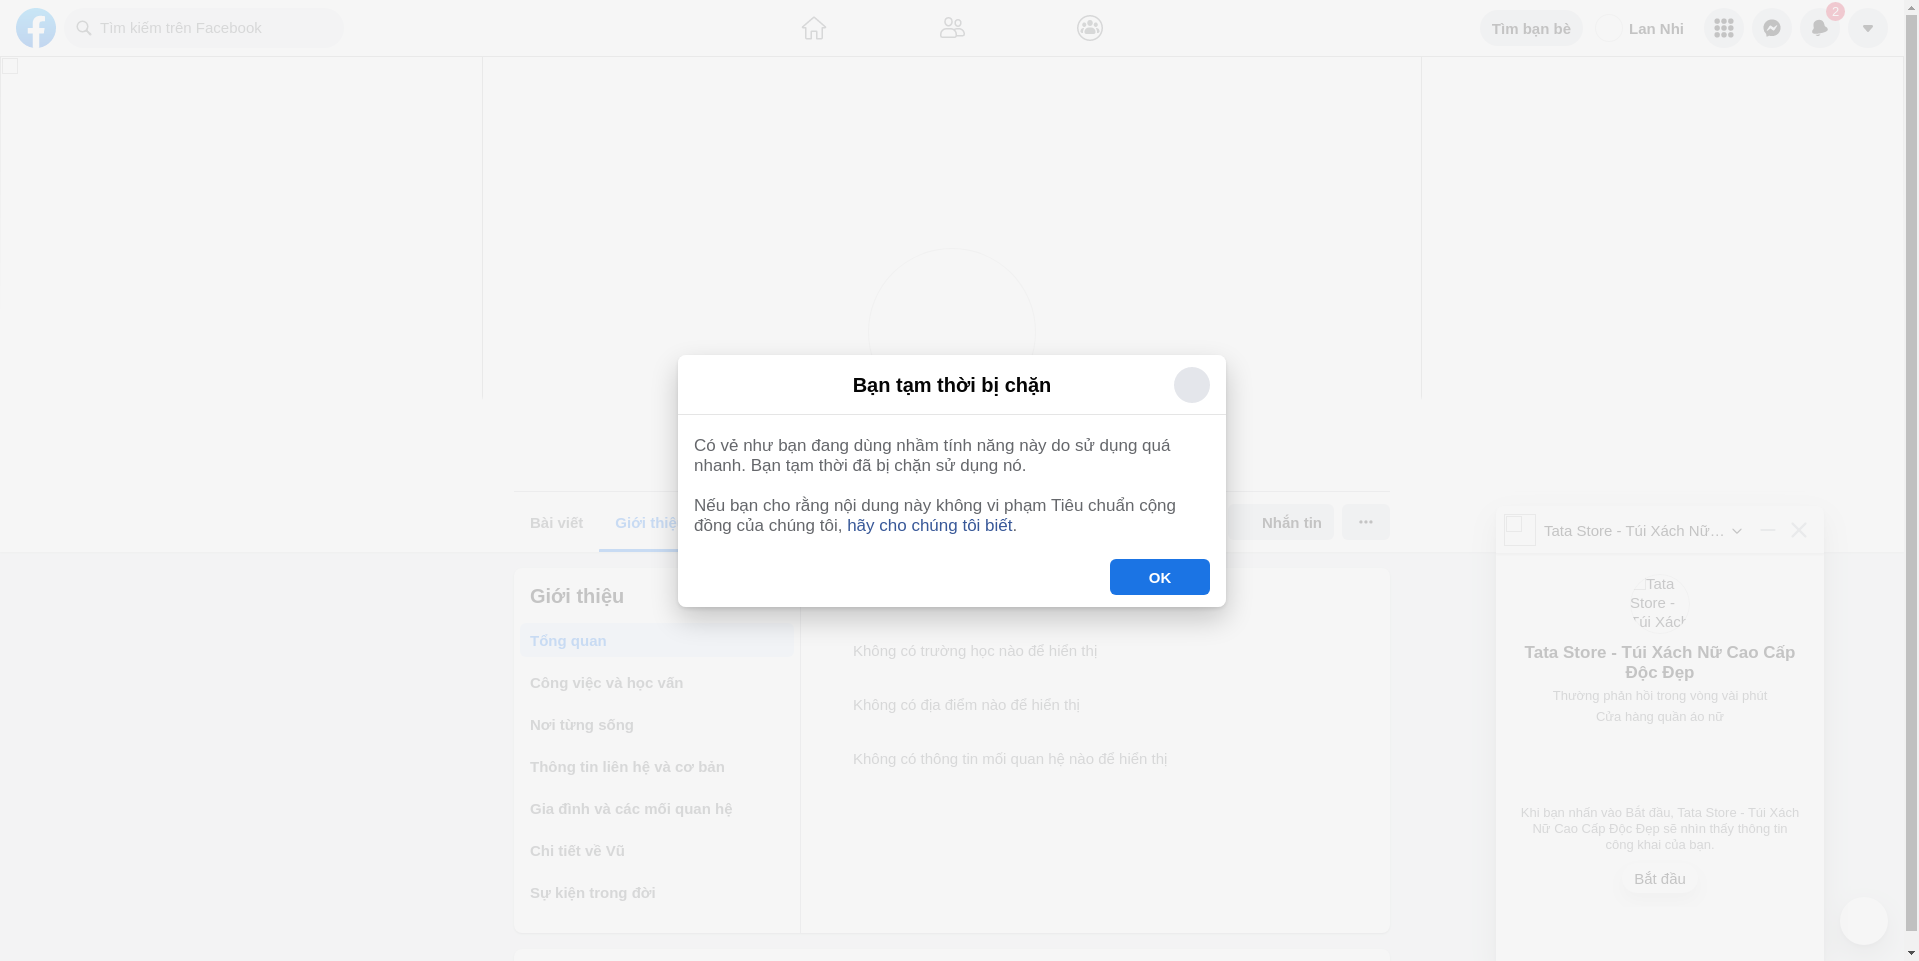 Tìm kiếm trên Facebook
Tìm bạn bè
Lan Nhi
2
Bạn tạm thời bị chặn
Có vẻ như bạn đang dùng nhầm tính năng này do sử dụng quá
nhanh. Bạn tạm thời đã bị chặn sử dụng nó.
Nếu bạn cho rằng nội dung này không vi phạm Tiêu chuẩn cộng
đồng của chúng tôi, hãy cho chúng tôi biết.
OK
Bài viết
Giới thiệu
Nhắn tin
Giới thiệu
Tổng quan
Công việc và học vấn
Nơi từng sống
Thông tin liên hệ và cơ bản
Gia đình và các mối quan hệ
Chi tiết về Vũ
Sự kiện trong đời
Không có trường học nào để hiển thị
Không có địa điểm nào để hiển thị
Không có thông tin mối quan hệ nào để hiển thị
Tata Store - Túi Xách Nữ...
Tata
Store -
Túi Xách
Tata Store - Túi Xách Nữ Cao Cấp
Độc Đẹp
Thường phản hồi trong vòng vài phút
Cửa hàng quần áo nữ
Khi bạn nhấn vào Bắt đầu, Tata Store - Túi Xách
Nữ Cao Cấp Độc Đẹp sẽ nhìn thấy thông tin
công khai của bạn.
Bắt đầu